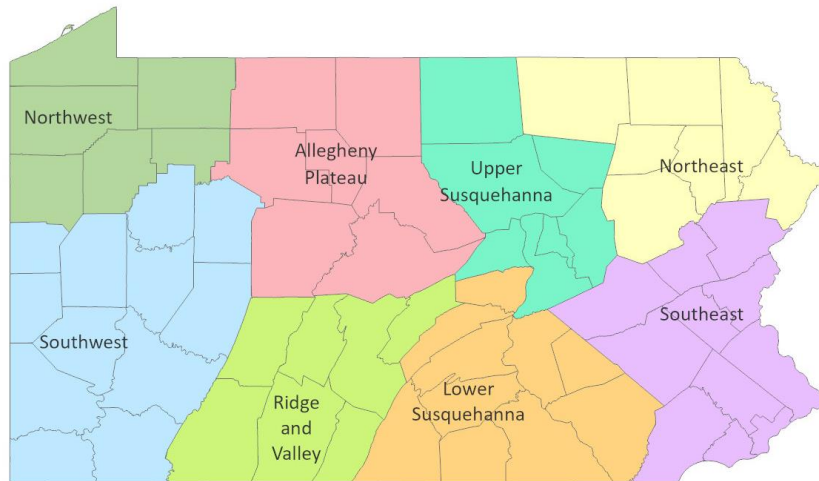 Northwest
Allegheny
Plateau
Upper
Susquehanna
Northeast
Southwest
Southeast
Ridge
and
Valley
Lower
Susquehanna